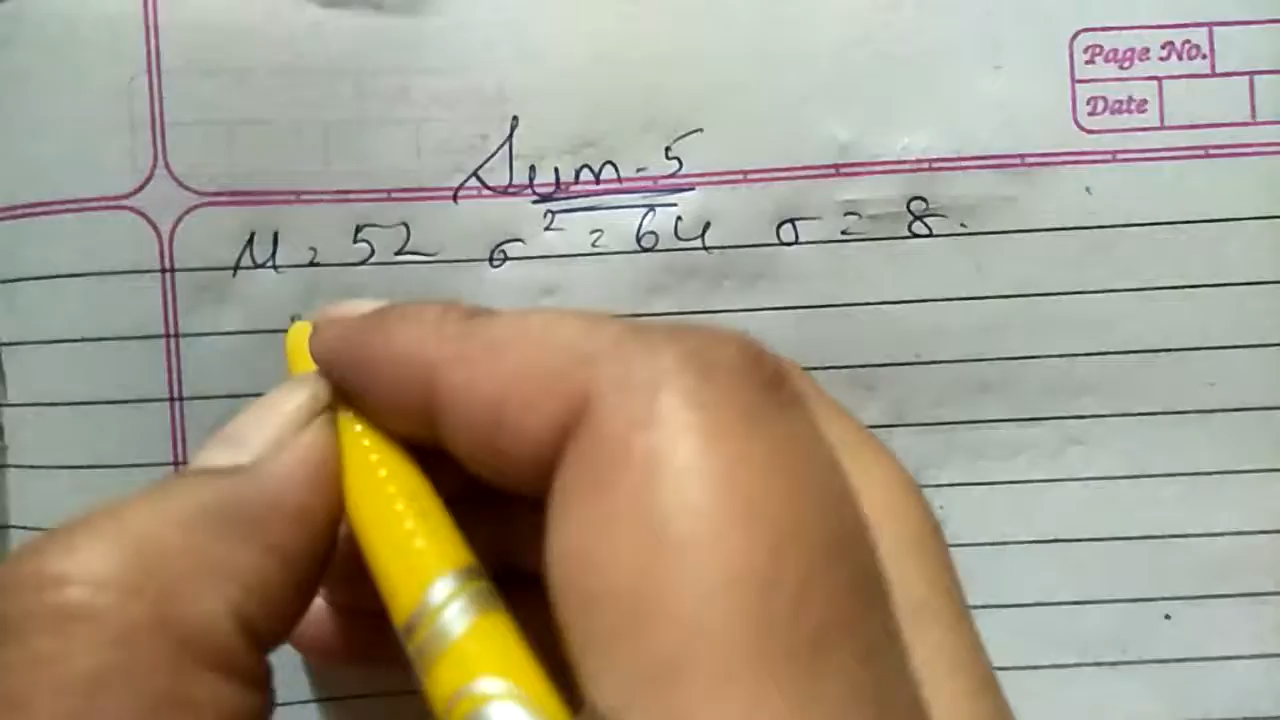 Page No.
Date
Sum-5
μ = 52 σ² = 64 σ = 8.